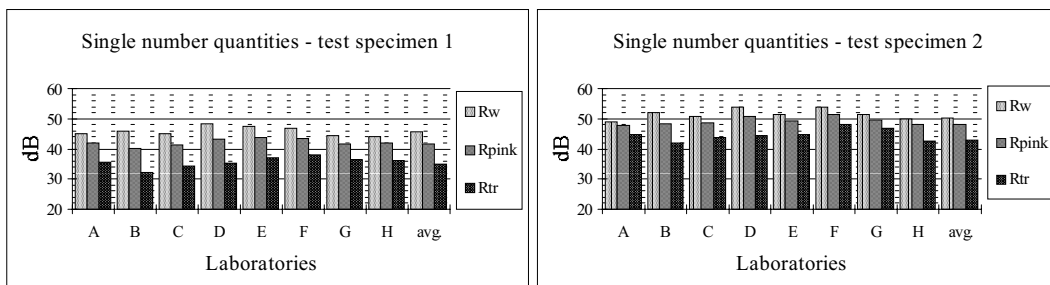 Single number quantities - test specimen 1
60
50
40
30
20
dB
A B C D E F G H avg.
Laboratories
Rw
Rpink
Rtr
Single number quantities - test specimen 2
60
50
40
30
20
dB
A B C D E F G H avg.
Laboratories
Rw
Rpink
Rtr